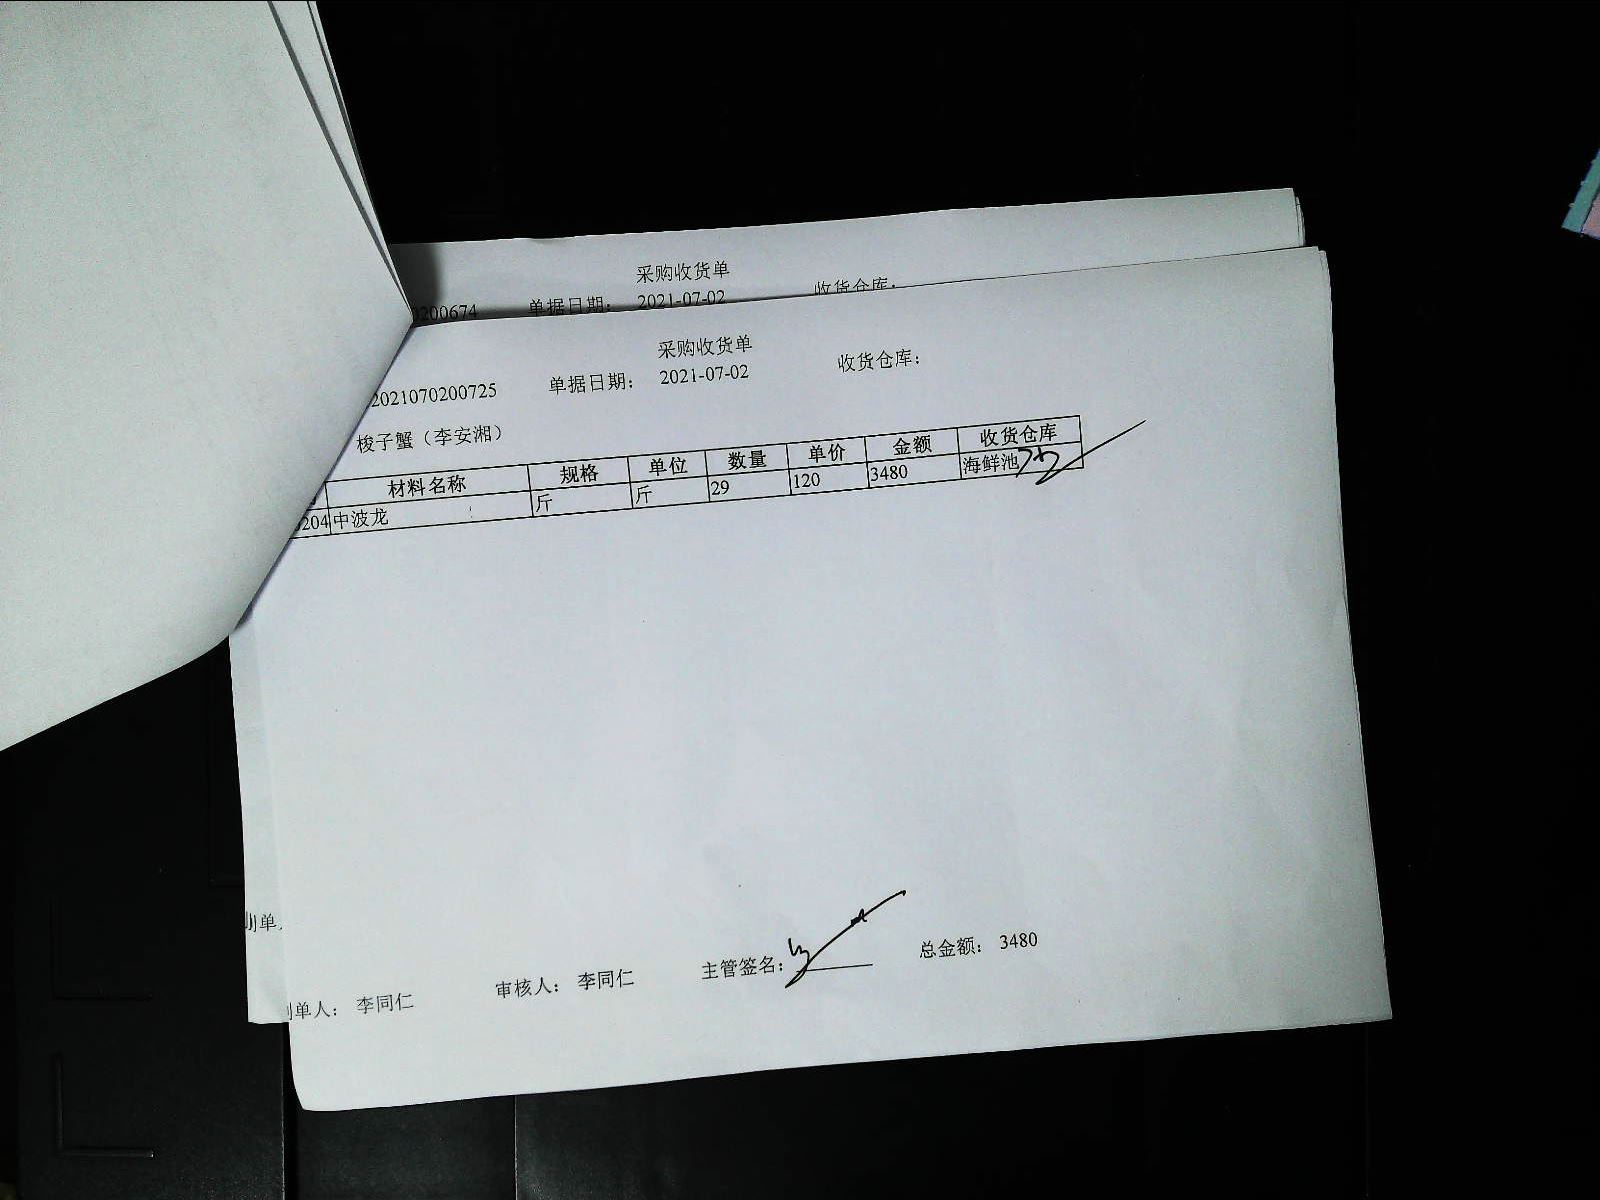 采购收货单
0200674 单据日期： 2021-07-02 收货仓库：
采购收货单
2021070200725 单据日期： 2021-07-02 收货仓库：
梭子蟹（李安湘）
材料名称 规格 单位 数量 单价 金额 收货仓库
204 中波龙 斤 斤 29 120 3480 海鲜池
制单人
制单人： 李同仁 审核人： 李同仁 主管签名： 总金额： 3480